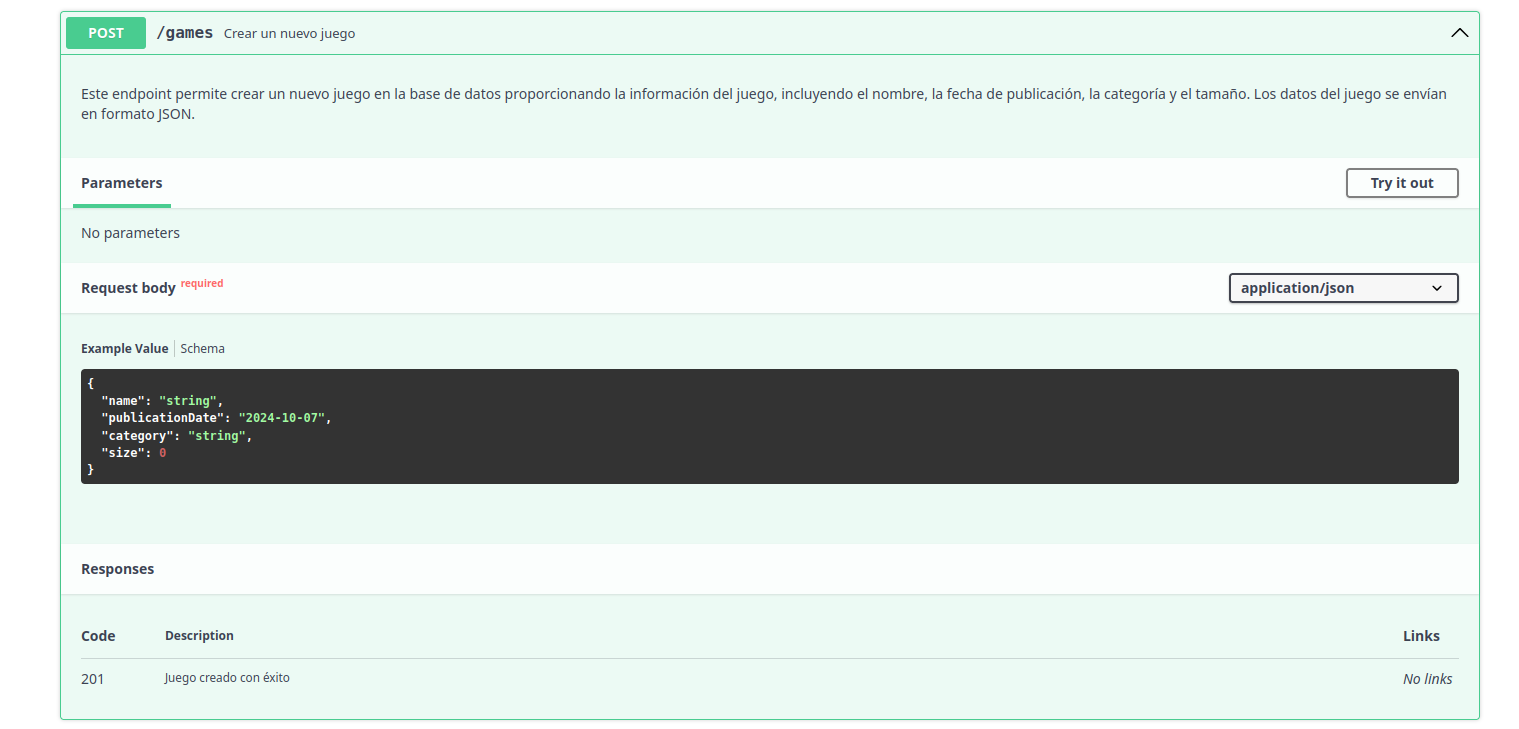 POST /games Crear un nuevo juego
Este endpoint permite crear un nuevo juego en la base de datos proporcionando la información del juego, incluyendo el nombre, la fecha de publicación, la categoría y el tamaño. Los datos del juego se envían
en formato JSON.
Parameters Try it out
No parameters
Request body required application/json
Example Value Schema
{
  "name": "string",
  "publicationDate": "2024-10-07",
  "category": "string",
  "size": 0
}
Responses
Code Description Links
201 Juego creado con éxito No links